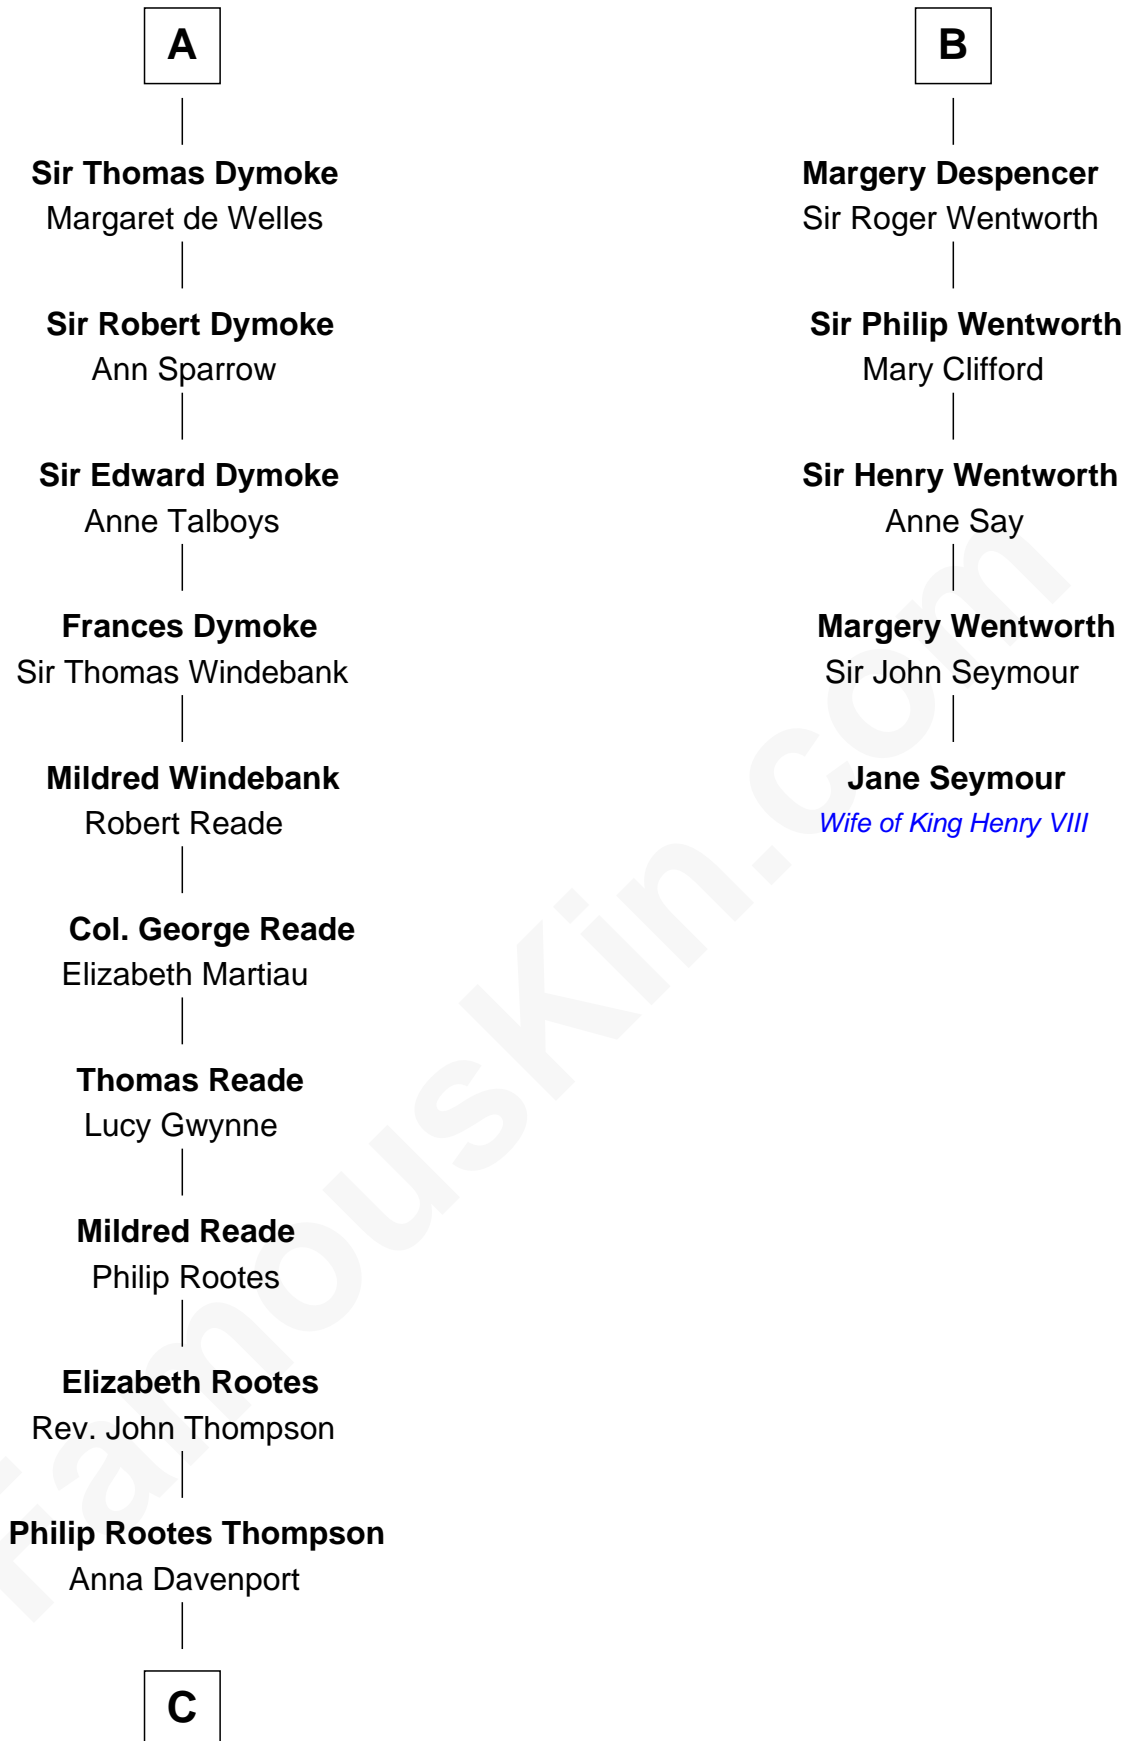 A
Sir Thomas Dymoke
Margaret de Welles
Sir Robert Dymoke
Ann Sparrow
Sir Edward Dymoke
Anne Talboys
Frances Dymoke
Sir Thomas Windebank
Mildred Windebank
Robert Reade
Col. George Reade
Elizabeth Martiau
Thomas Reade
Lucy Gwynne
Mildred Reade
Philip Rootes
Elizabeth Rootes
Rev. John Thompson
Philip Rootes Thompson
Anna Davenport
C
B
Margery Despencer
Sir Roger Wentworth
Sir Philip Wentworth
Mary Clifford
Sir Henry Wentworth
Anne Say
Margery Wentworth
Sir John Seymour
Jane Seymour
Wife of King Henry VIII
FamousKin.com